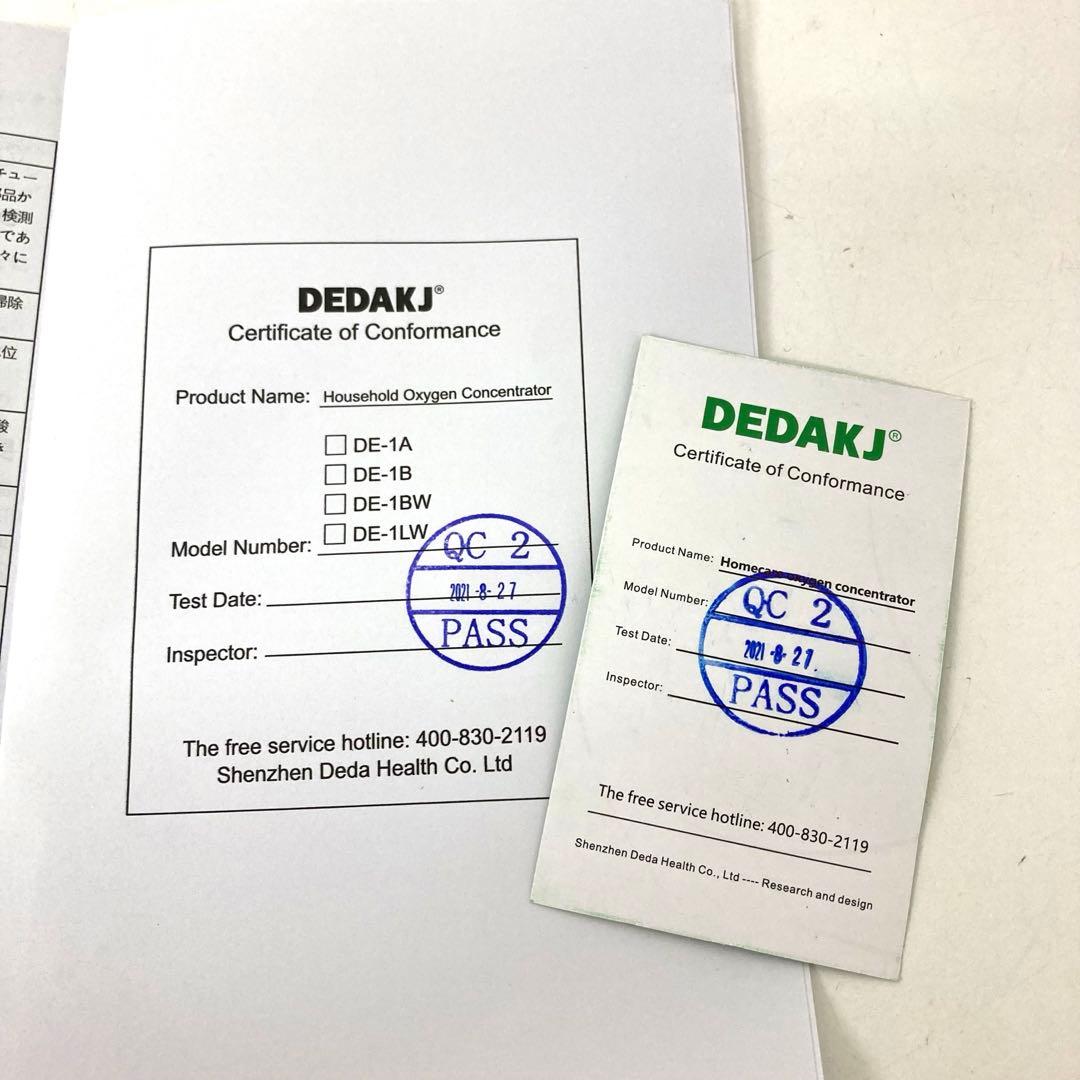 チュー
部品か
検測
であ
々に
掃除
位
酸
DEDAKJ®
Certificate of Conformance
Product Name: Household Oxygen Concentrator
DE-1A
DE-1B
DE-1BW
DE-1LW
Model Number:
Test Date:
Inspector:
QC 2
2021-8-27
PASS
The free service hotline: 400-830-2119
Shenzhen Deda Health Co. Ltd
DEDAKJ®
Certificate of Conformance
Product Name: Homecare oxygen concentrator
Model Number:
Test Date:
Inspector:
QC 2
2021-8-27.
PASS
The free service hotline: 400-830-2119
Shenzhen Deda Health Co., Ltd ---- Research and design